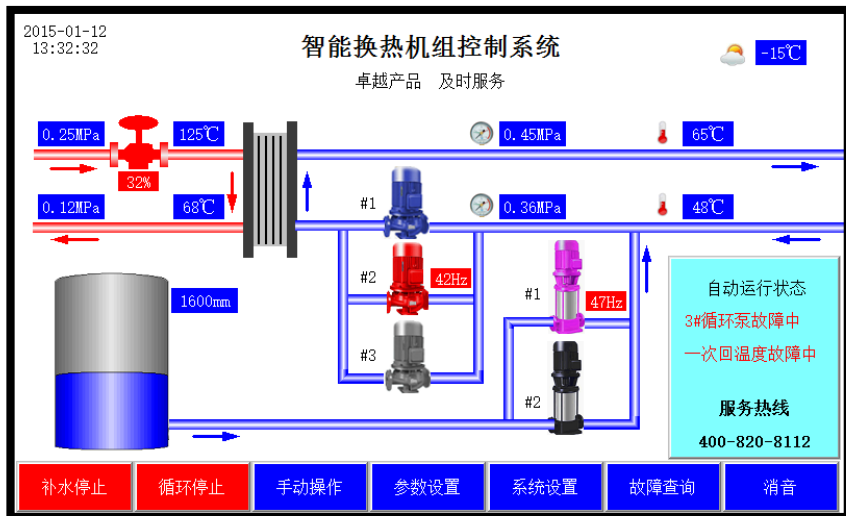 2015-01-12
13:32:32
智能换热机组控制系统
卓越产品 及时服务
-15℃
0.25MPa
125℃
0.45MPa
65℃
32%
0.12MPa
68℃
#1
0.36MPa
48℃
#2
42Hz
1600mm
#1
47Hz
#3
#2
自动运行状态
3#循环泵故障中
一次回温度故障中
服务热线
400-820-8112
补水停止
循环停止
手动操作
参数设置
系统设置
故障查询
消音